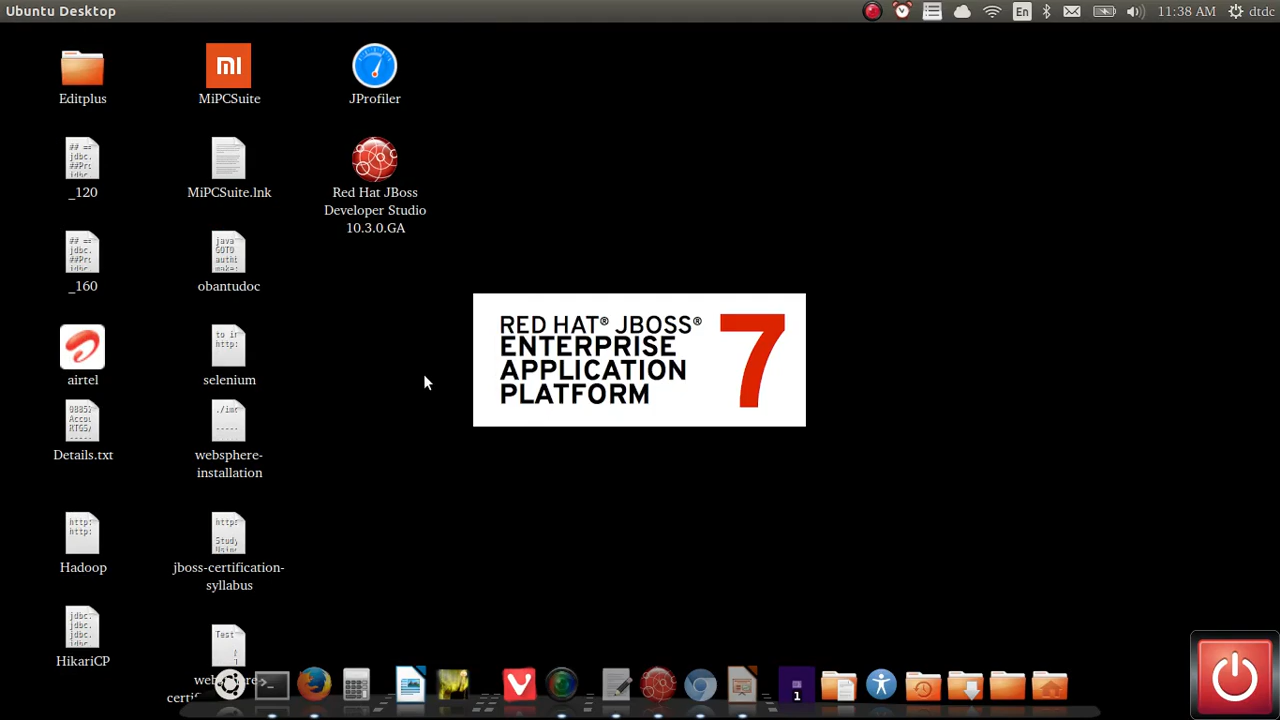 Ubuntu Desktop
En
11:38 AM
dtdc
Editplus
MiPCSuite
JProfiler
_120
MiPCSuite.lnk
Red Hat JBoss
Developer Studio
10.3.0.GA
_160
obantudoc
airtel
selenium
RED HAT® JBOSS®
ENTERPRISE
APPLICATION
PLATFORM
7
Details.txt
websphere-
installation
Hadoop
jboss-certification-
syllabus
HikariCP
1